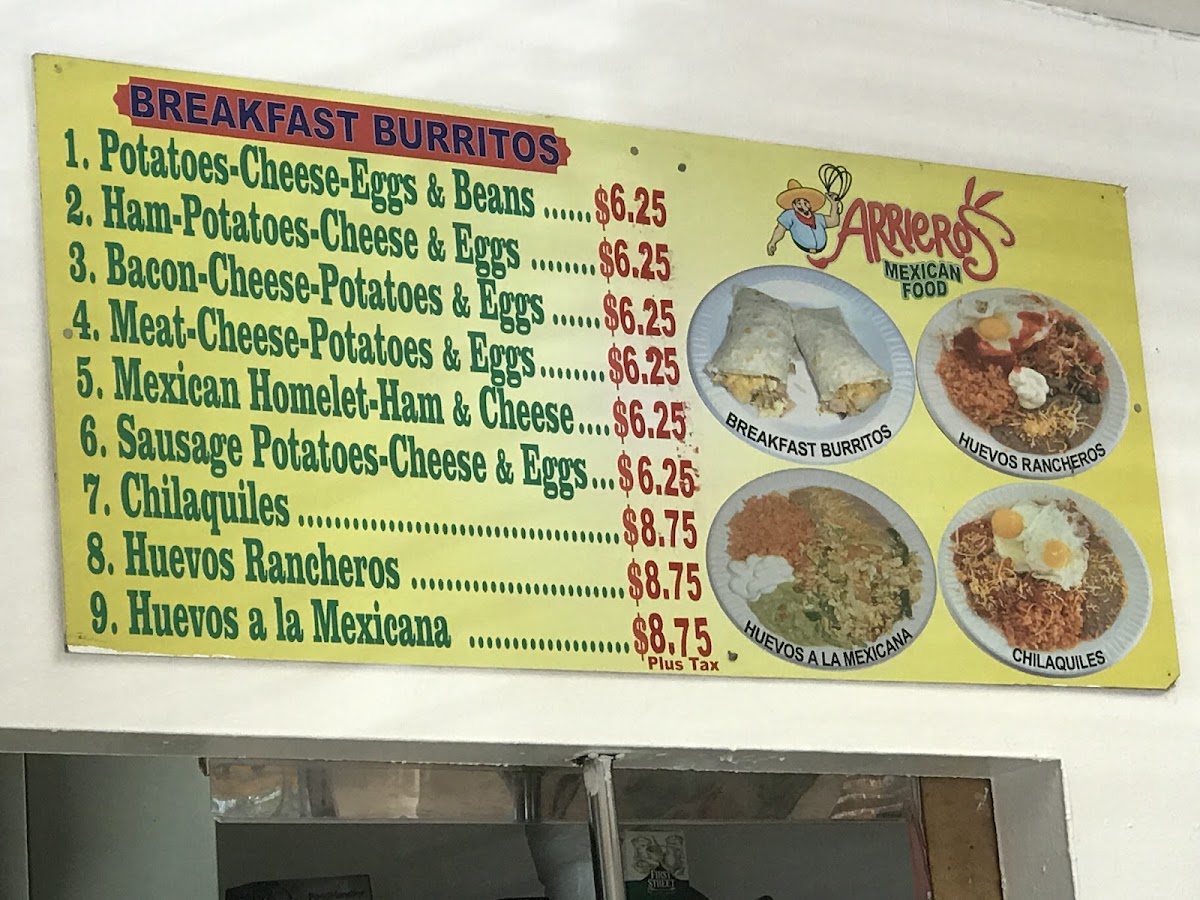 BREAKFAST BURRITOS
1. Potatoes-Cheese-Eggs & Beans ......$6.25
2. Ham-Potatoes-Cheese & Eggs ........$6.25
3. Bacon-Cheese-Potatoes & Eggs ......$6.25
4. Meat-Cheese-Potatoes & Eggs........$6.25
5. Mexican Homelet-Ham & Cheese....$6.25
6. Sausage Potatoes-Cheese & Eggs...$6.25
7. Chilaquiles ....................................$8.75
8. Huevos Rancheros ........................$8.75
9. Huevos a la Mexicana ..................$8.75
Plus Tax
ARRIEROS
MEXICAN
FOOD
BREAKFAST BURRITOS
HUEVOS RANCHEROS
HUEVOS A LA MEXICANA
CHILAQUILES
FIRST
STREET